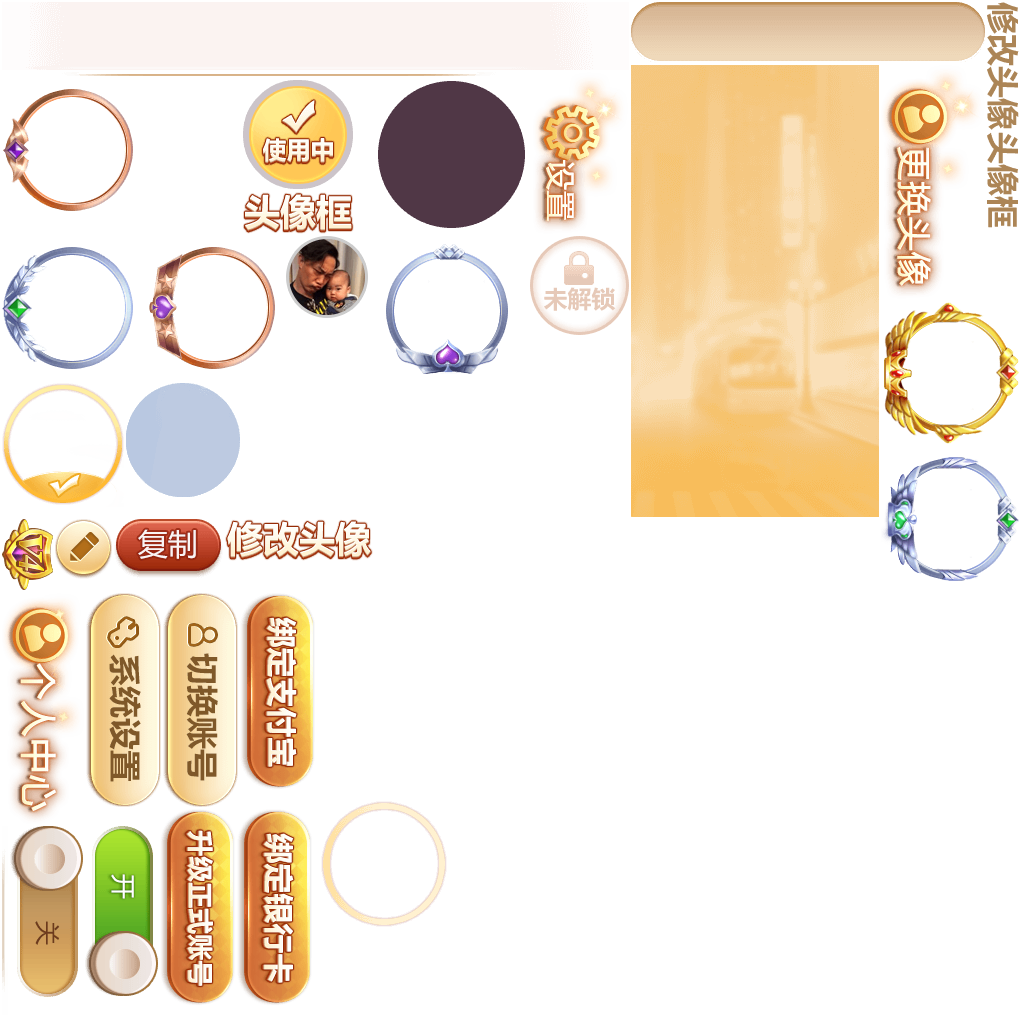 修改头像头像框
使用中
设置
更换头像
头像框
未解锁
V4
复制
修改头像
个人中心
系统设置
切换账号
绑定支付宝
关
开
升级正式账号
绑定银行卡